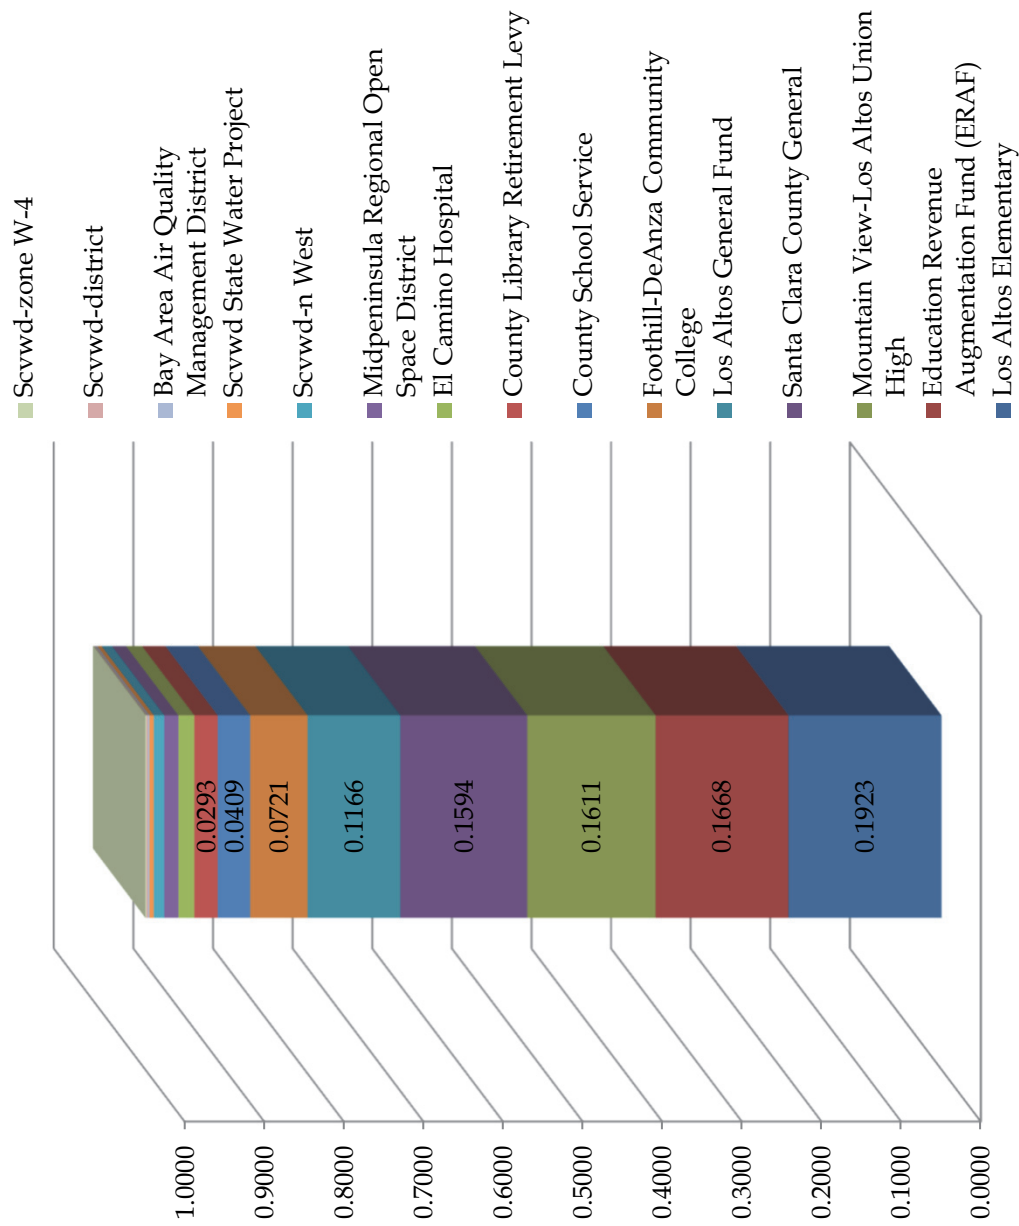 Scvwd-zone W-4
Scvwd-district
Bay Area Air Quality
Management District
Scvwd State Water Project
Scvwd-n West
Midpeninsula Regional Open
Space District
El Camino Hospital
County Library Retirement Levy
County School Service
Foothill-DeAnza Community
College
Los Altos General Fund
Santa Clara County General
Mountain View-Los Altos Union
High
Education Revenue
Augmentation Fund (ERAF)
Los Altos Elementary
0.0293
0.0409
0.0721
0.1166
0.1594
0.1611
0.1668
0.1923
1.0000
0.9000
0.8000
0.7000
0.6000
0.5000
0.4000
0.3000
0.2000
0.1000
0.0000